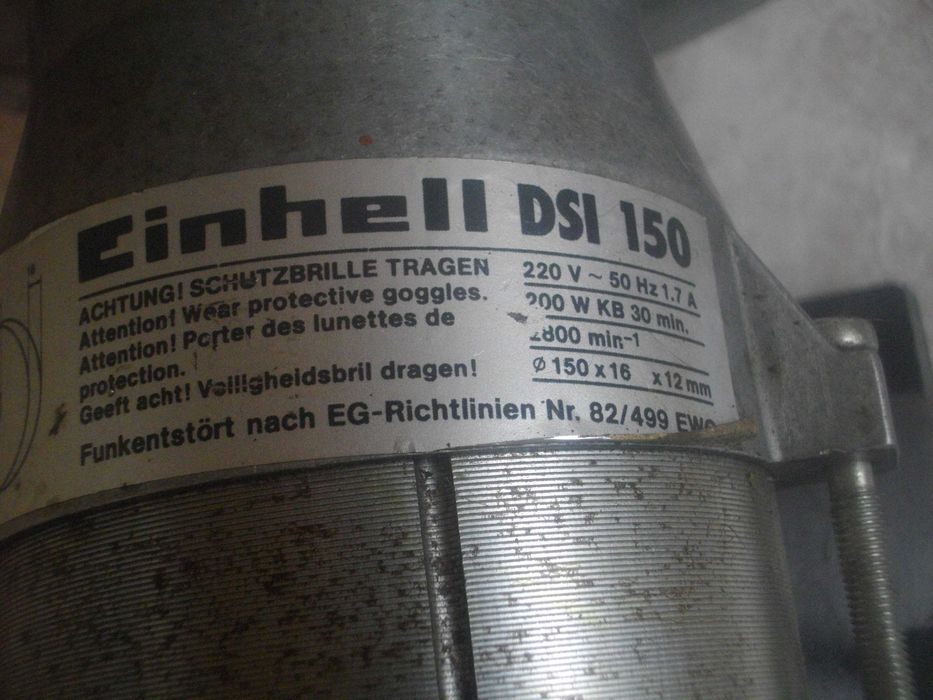 Einhell DSI 150
ACHTUNG! SCHUTZBRILLE TRAGEN
Attention! Wear protective goggles.
Attention! Porter des lunettes de
protection.
Geeft acht! Veiligheidsbril dragen!
220 V ~ 50 Hz 1.7 A
200 W KB 30 min.
2800 min-1
Ø 150 x 16 x 12 mm
Funkentstört nach EG-Richtlinien Nr. 82/499 EWG